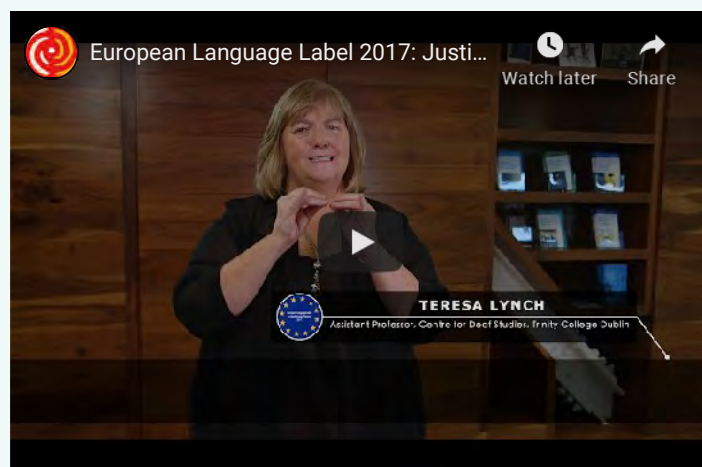 European Language Label 2017: Justi...
Watch later
Share
TERESA LYNCH
Assistant Professor, Centre for Deaf Studies, Trinity College Dublin